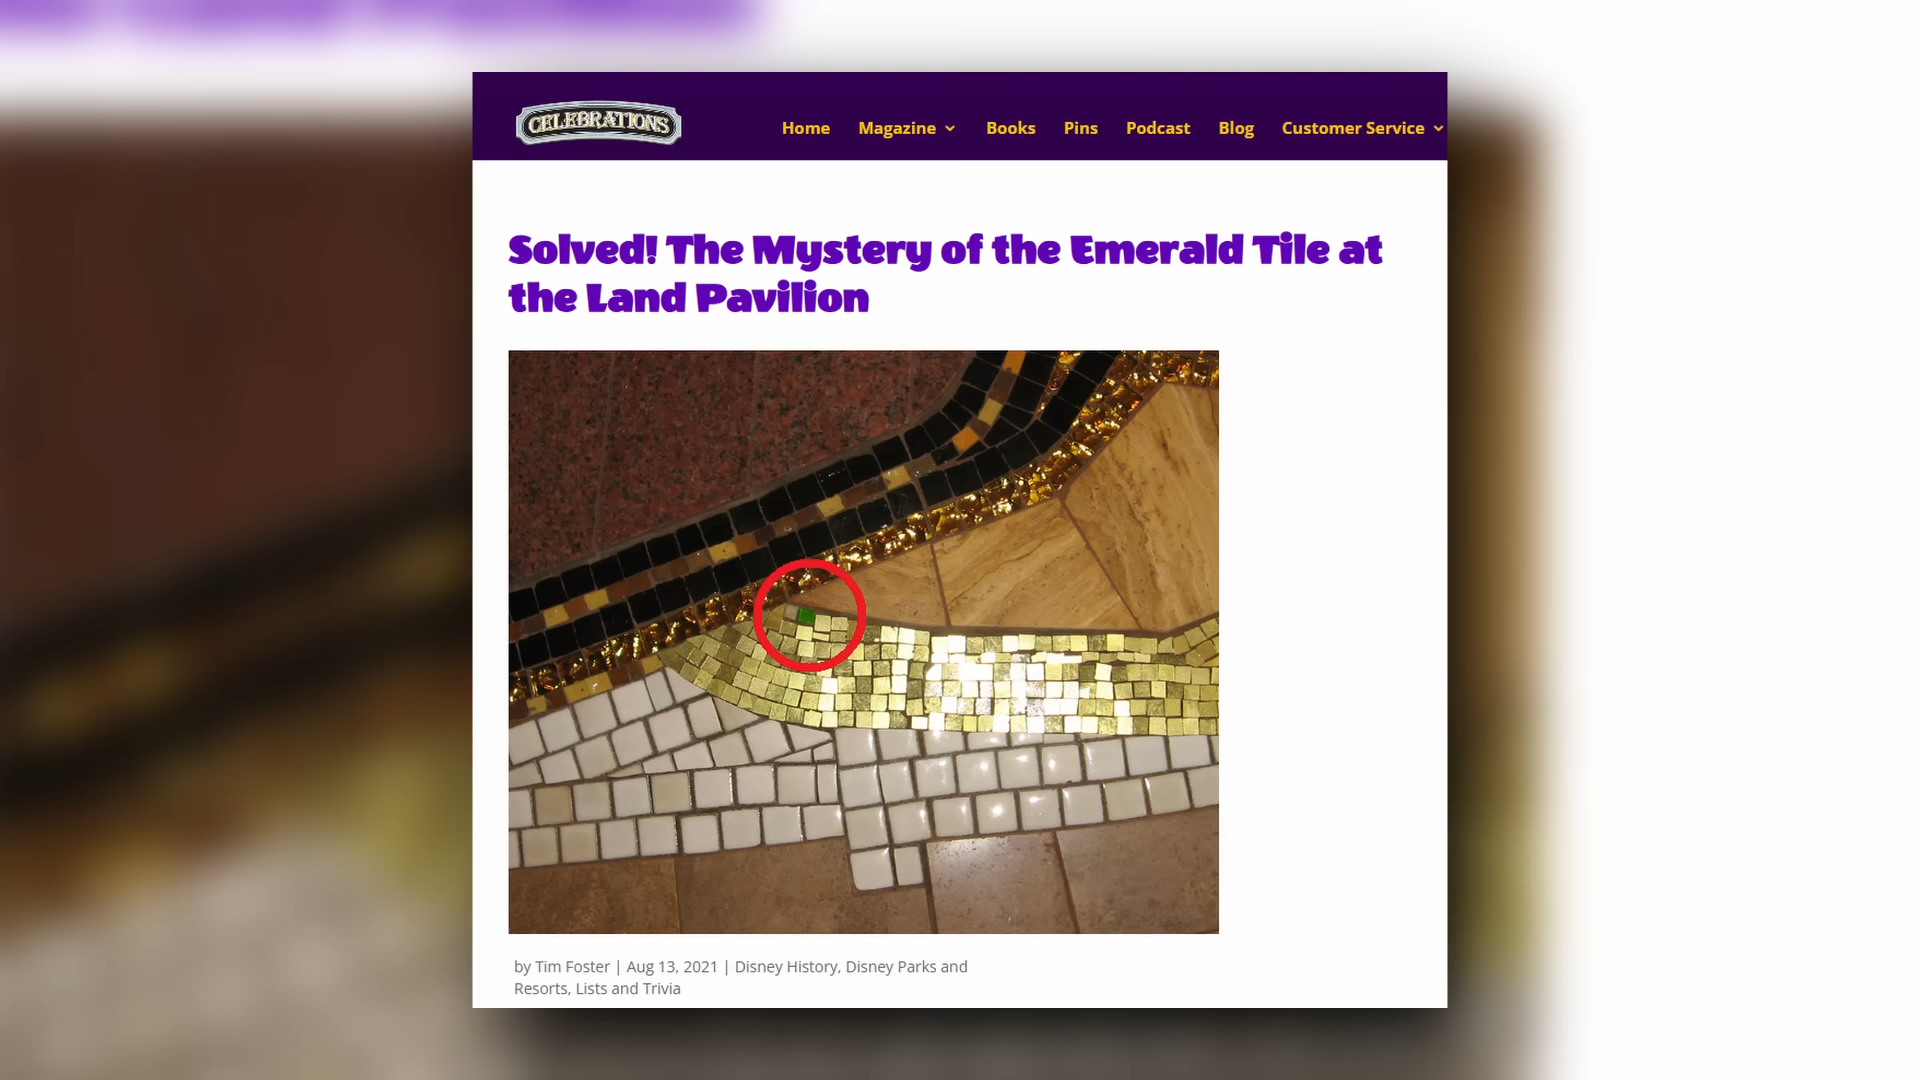 CELEBRATIONS
Home Magazine Books Pins Podcast Blog Customer Service
Solved! The Mystery of the Emerald Tile at
the Land Pavilion
by Tim Foster | Aug 13, 2021 | Disney History, Disney Parks and
Resorts, Lists and Trivia